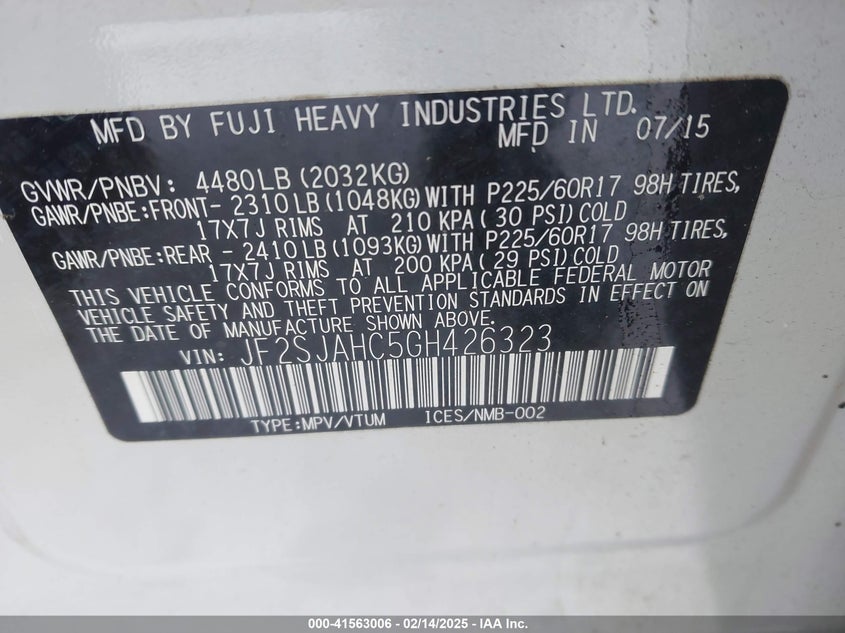 MFD BY FUJI HEAVY INDUSTRIES LTD.
MFD IN 07/15
GVWR/PNBV: 4480LB (2032KG)
GAWR/PNBE:FRONT- 2310LB (1048KG)WITH P225/60R17 98H TIRES,
17X7J RIMS AT 210 KPA(30 PSI)COLD
GAWR/PNBE:REAR - 2410LB (1093KG)WITH P225/60R17 98H TIRES,
17X7J RIMS AT 200 KPA(29 PSI)COLD
THIS VEHICLE CONFORMS TO ALL APPLICABLE FEDERAL MOTOR
VEHICLE SAFETY AND THEFT PREVENTION STANDARDS IN EFFECT ON
THE DATE OF MANUFACTURE SHOWN ABOVE.
VIN: JF2SJAHC5GH426323
TYPE:MPV/VTUM ICES/NMB-002
000-41563006 - 02/14/2025 - IAA Inc.